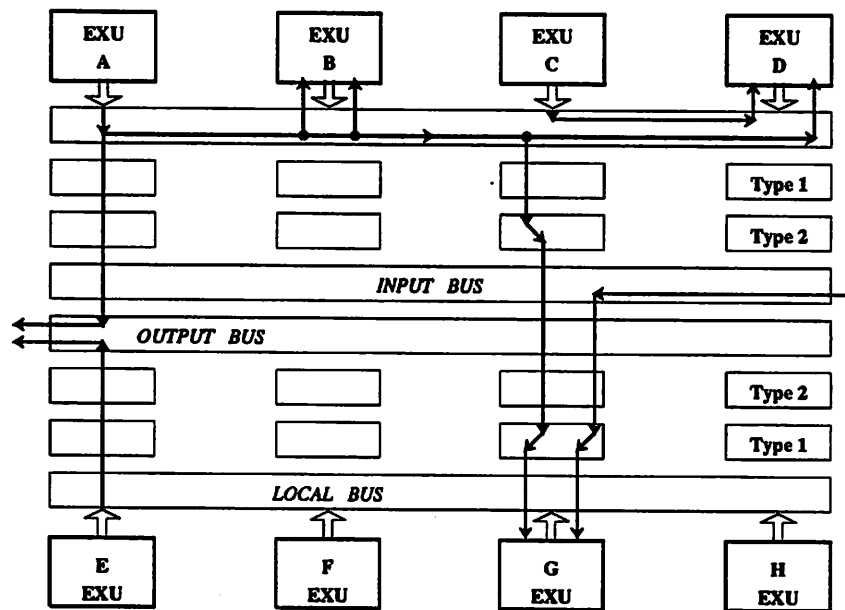 EXU
A
EXU
B
EXU
C
EXU
D
Type 1
Type 2
INPUT BUS
OUTPUT BUS
Type 2
Type 1
LOCAL BUS
E
EXU
F
EXU
G
EXU
H
EXU